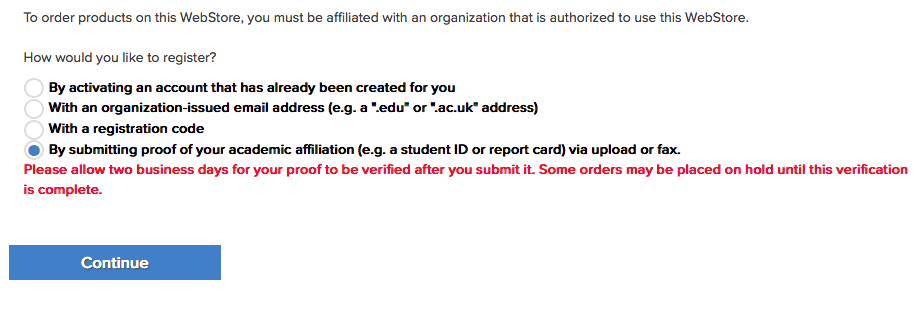 To order products on this WebStore, you must be affiliated with an organization that is authorized to use this WebStore.
How would you like to register?
By activating an account that has already been created for you
With an organization-issued email address (e.g. a ".edu" or ".ac.uk" address)
With a registration code
By submitting proof of your academic affiliation (e.g. a student ID or report card) via upload or fax.
Please allow two business days for your proof to be verified after you submit it. Some orders may be placed on hold until this verification
is complete.
Continue